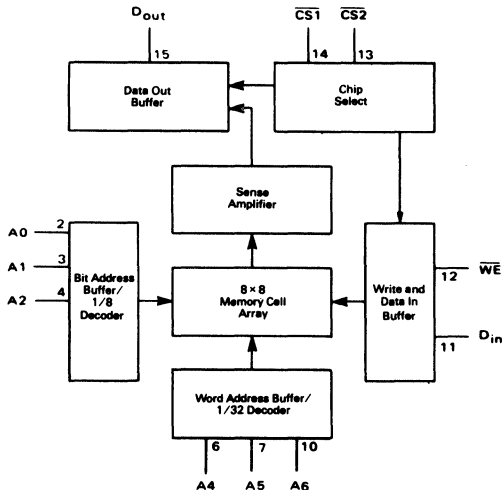 Dout
CS1 CS2
15 14 13
Data Out
Buffer
Chip
Select
Sense
Amplifier
A0 2
A1 3
A2 4
Bit Address
Buffer/
1/8
Decoder
8 × 8
Memory Cell
Array
Write and
Data In
Buffer
12 WE
11 Din
Word Address Buffer/
1/32 Decoder
6 7 10
A4 A5 A6